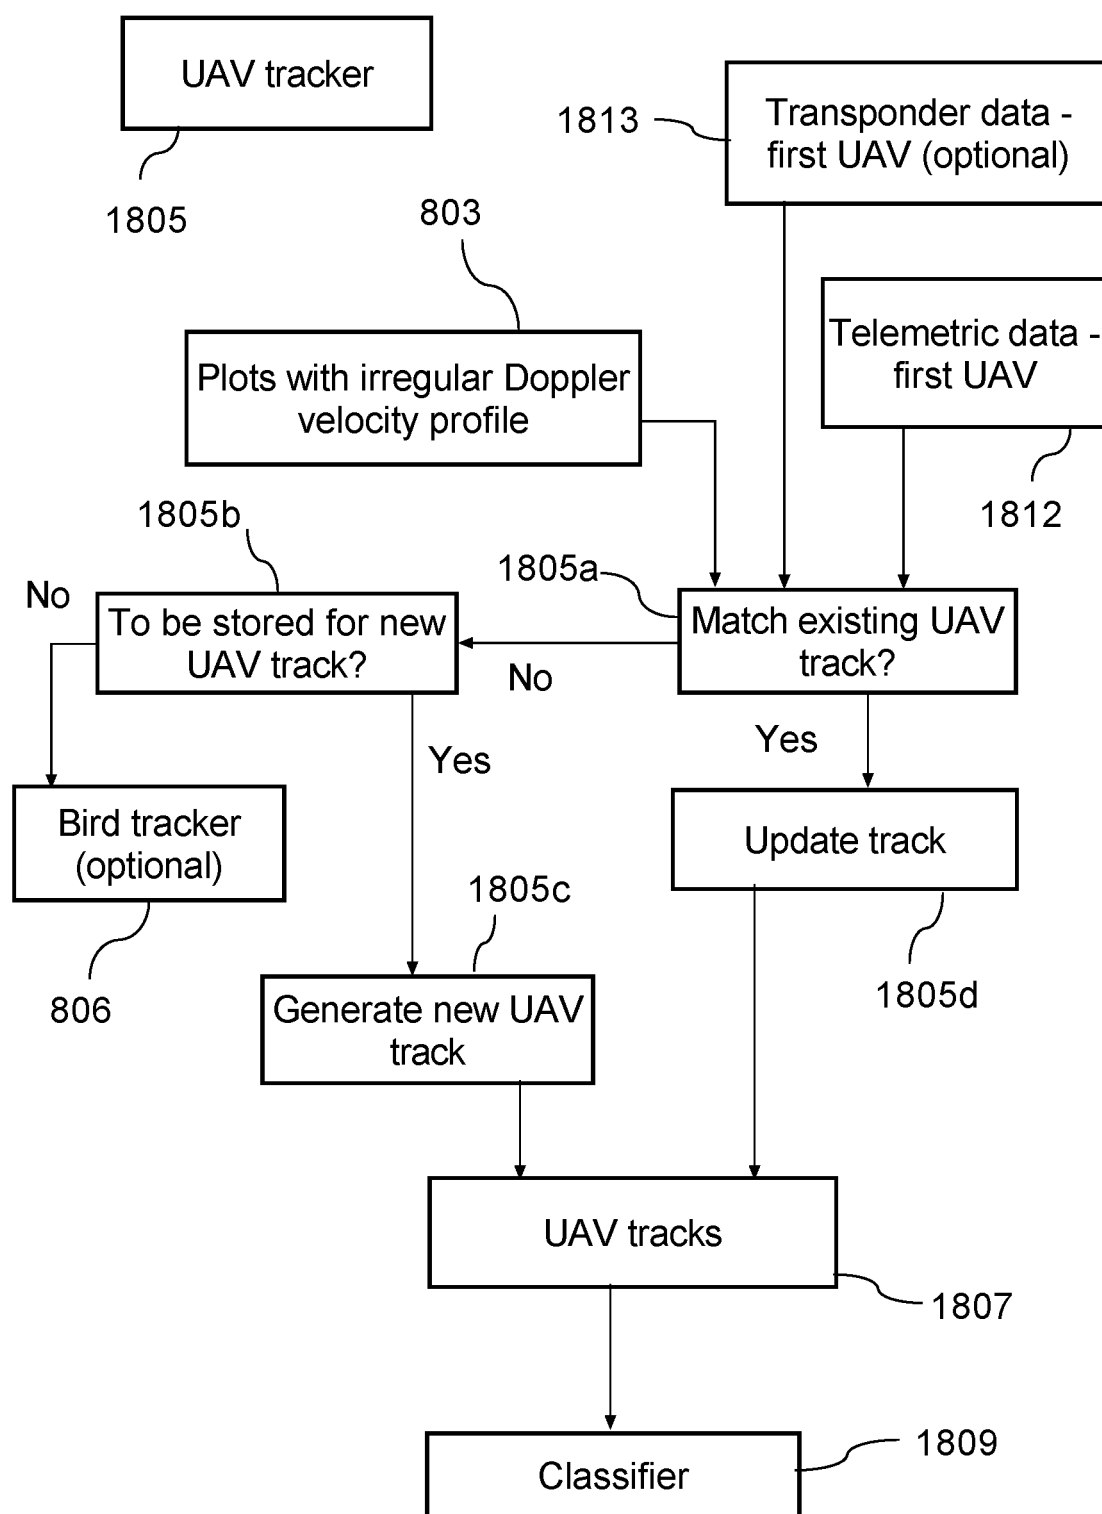 UAV tracker
1805
1813
Transponder data -
first UAV (optional)
803
Telemetric data -
first UAV
1812
Plots with irregular Doppler
velocity profile
1805b
1805a
No
To be stored for new
UAV track?
No
Match existing UAV
track?
Yes
Yes
Bird tracker
(optional)
806
Update track
1805d
1805c
Generate new UAV
track
UAV tracks
1807
Classifier
1809